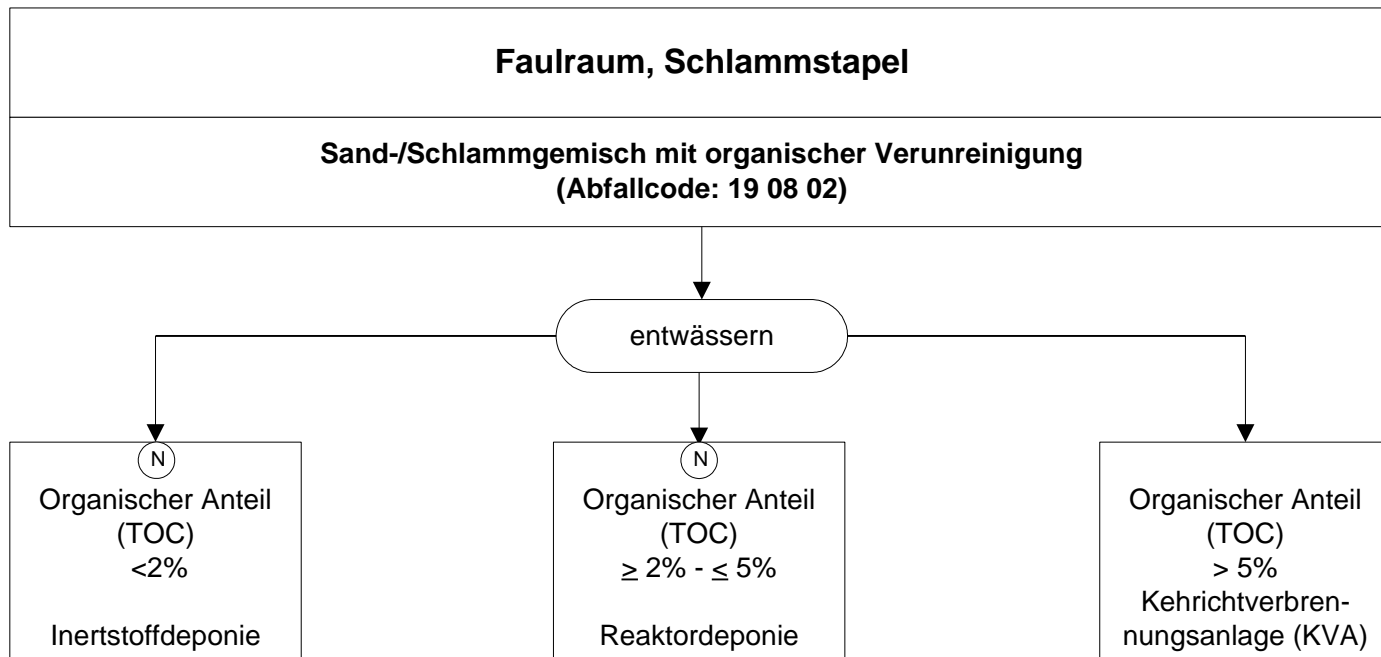 Faulraum, Schlammstapel
Sand-/Schlammgemisch mit organischer Verunreinigung
(Abfallcode: 19 08 02)
entwässern
N
Organischer Anteil
(TOC)
<2%
Inertstoffdeponie
N
Organischer Anteil
(TOC)
≥ 2% - ≤ 5%
Reaktordeponie
Organischer Anteil
(TOC)
> 5%
Kehrichtverbren-
nungsanlage (KVA)